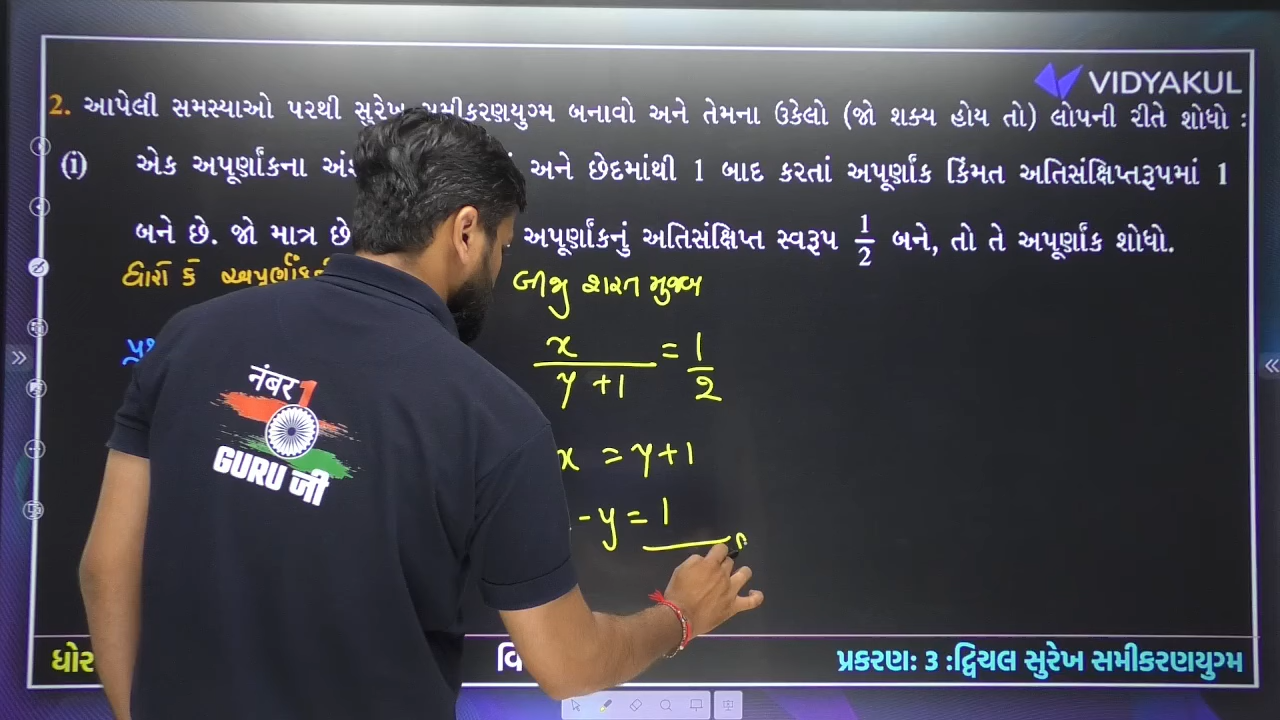 VIDYAKUL
2. આપેલી સમસ્યાઓ પરથી સુરેખ સમીકરણયુગ્મ બનાવો અને તેમના ઉકેલો (જો શક્ય હોય તો) લોપની રીતે શોધો :
(i) એક અપૂર્ણાંકના અને છેદમાંથી 1 બાદ કરતાં અપૂર્ણાંક કિંમત અતિસંક્ષિપ્તરૂપમાં 1
બને છે. જો માત્ર અપૂર્ણાંકનું અતિસંક્ષિપ્ત સ્વરૂપ 1/2 બને, તો તે અપૂર્ણાંક શોધો.
ધારો કે
બીજી શરત મુજબ
x / y + 1 = 1 / 2
x = y + 1
- y = 1
नंबर 1
GURU जी
પ્રકરણ: 3 :દ્વિચલ સુરેખ સમીકરણયુગ્મ